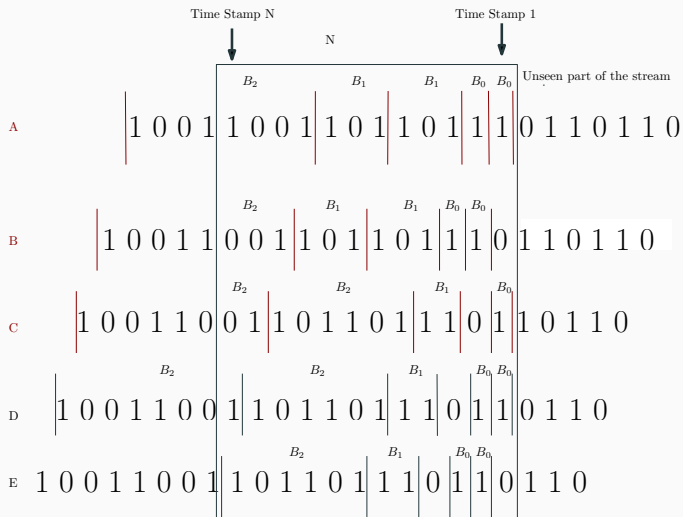 Time Stamp N Time Stamp 1
N
Unseen part of the stream
B₂ B₁ B₁ B₀ B₀
A 1 0 0 1 1 0 0 1 1 0 1 1 0 1 1 1 0 1 1 0 1 1 0
B₂ B₁ B₁ B₀ B₀
B 1 0 0 1 1 0 0 1 1 0 1 1 0 1 1 1 0 1 1 0 1 1 0
B₂ B₂ B₁ B₀
C 1 0 0 1 1 0 0 1 1 0 1 1 0 1 1 1 0 1 1 0 1 1 0
B₂ B₂ B₁ B₀ B₀
D 1 0 0 1 1 0 0 1 1 0 1 1 0 1 1 1 0 1 1 0 1 1 0
B₂ B₁ B₀ B₀
E 1 0 0 1 1 0 0 1 1 0 1 1 0 1 1 1 0 1 1 0 1 1 0